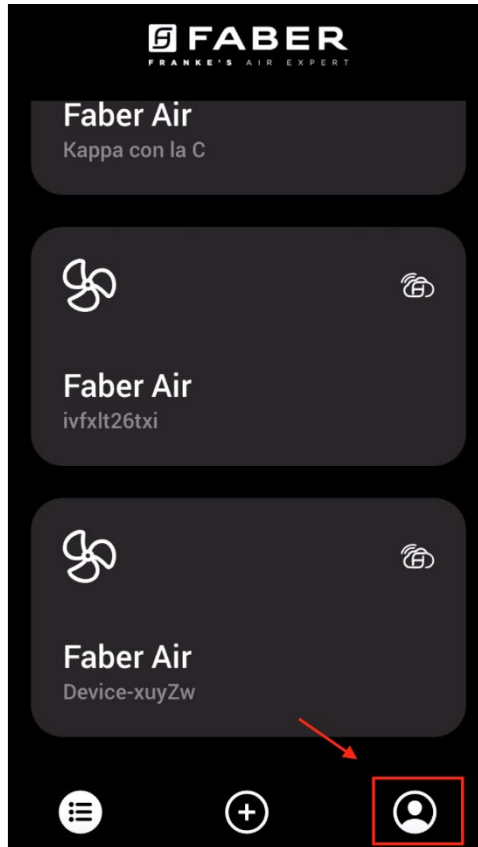 FABER
FRANKE'S AIR EXPERT
Faber Air
Kappa con la C
Faber Air
ivfxlt26txi
Faber Air
Device-xuyZw